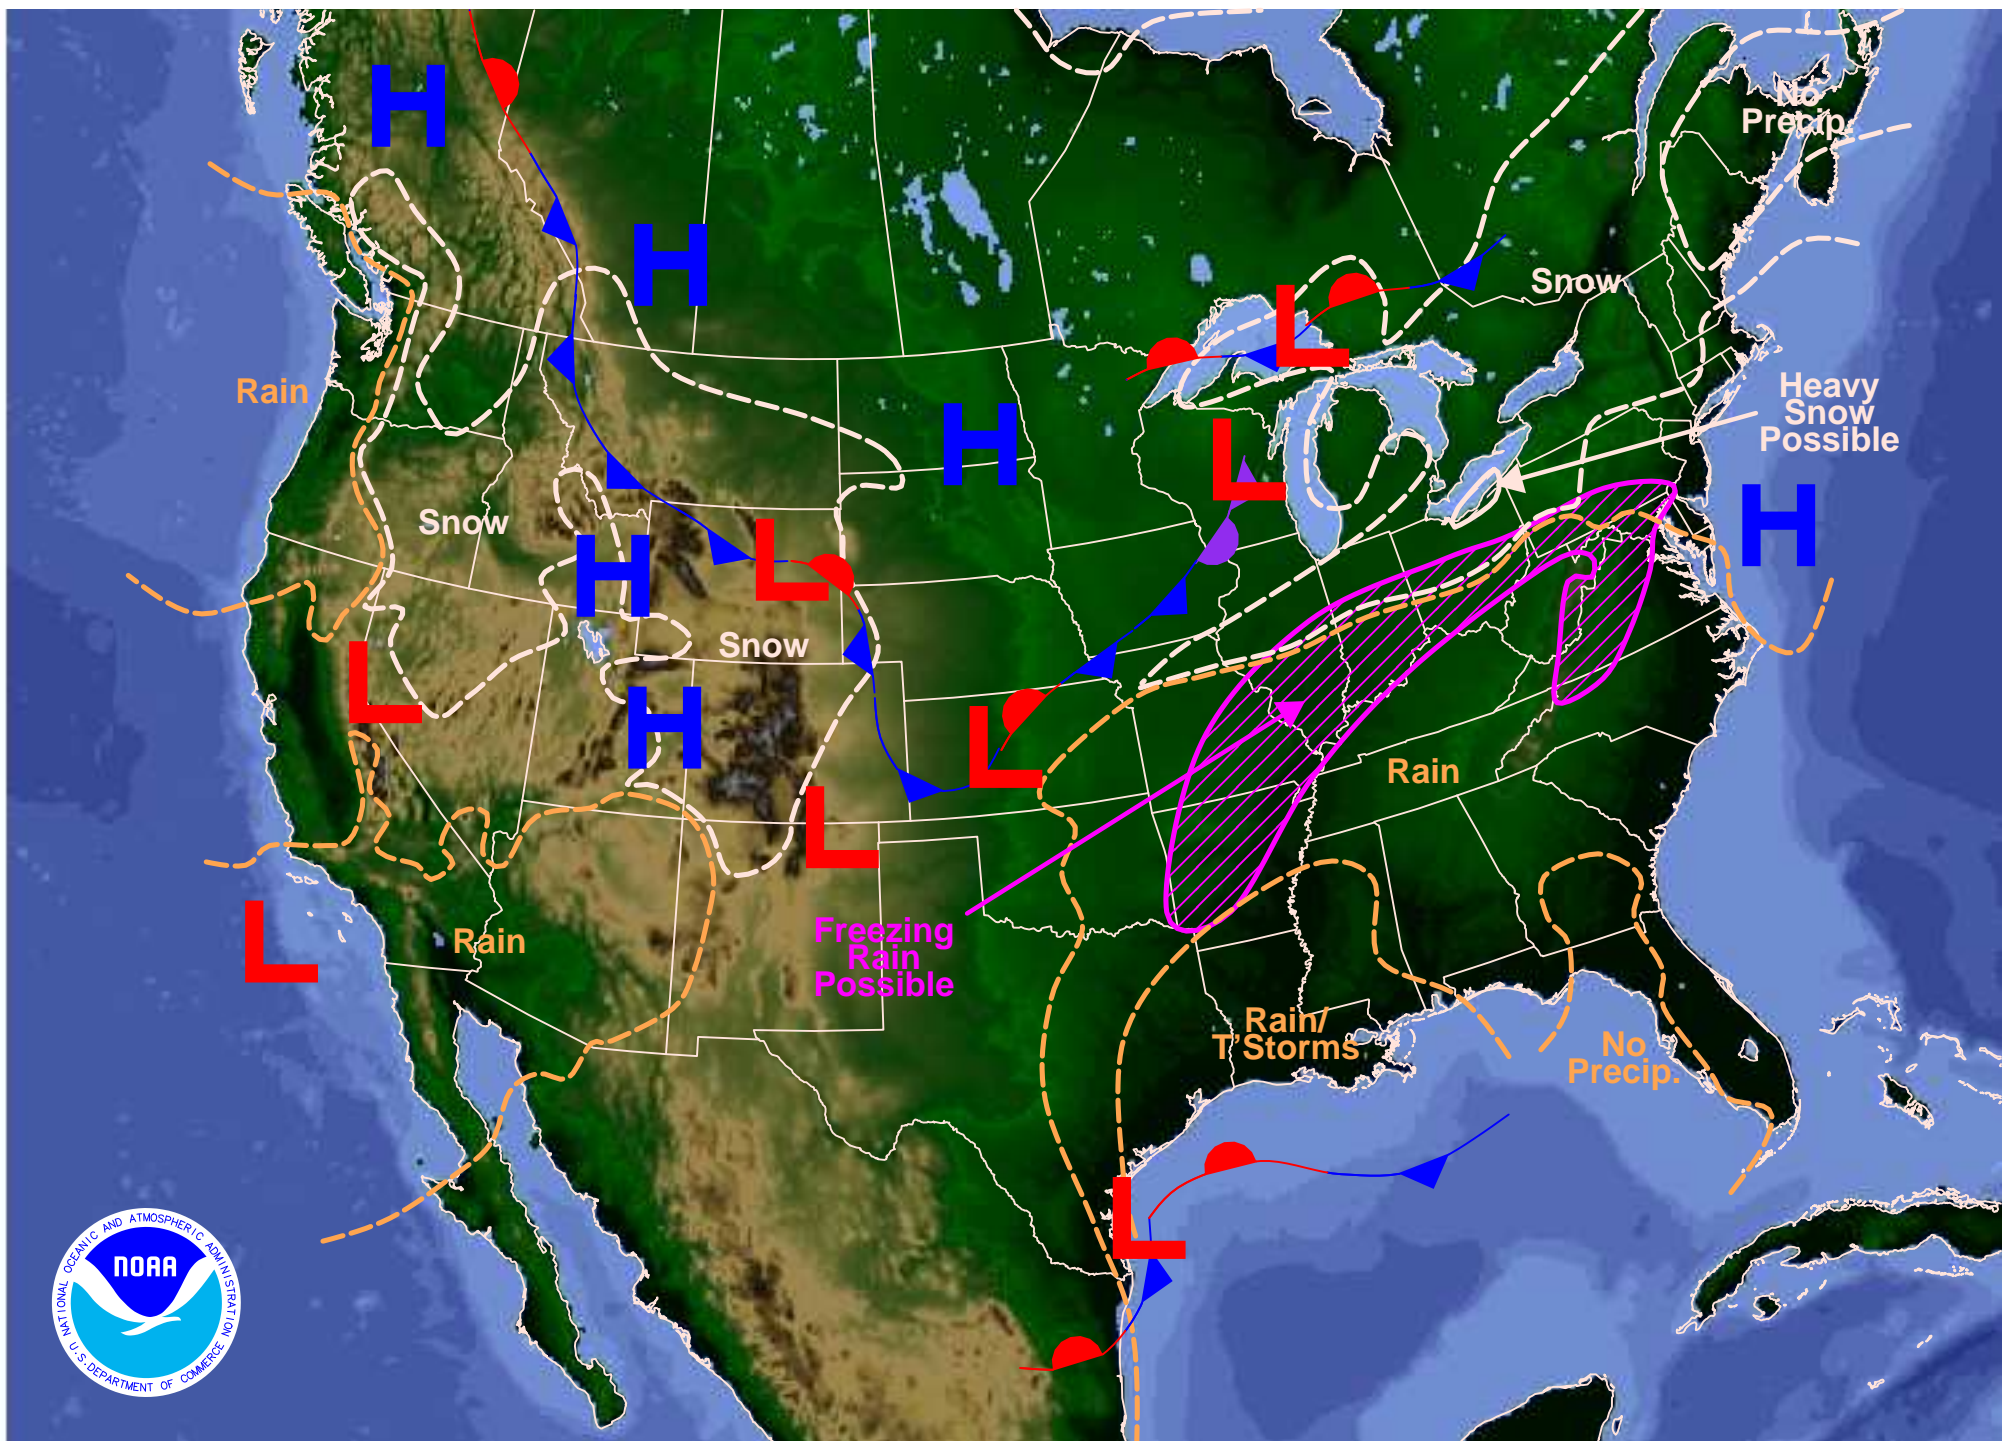 H
No
Precip.
H
Snow
L
Rain
Heavy
Snow
Possible
H
L
H
Snow
H
L
Snow
L
H
L
Rain
L
Freezing
Rain
Possible
Rain
L
Rain/
T'Storms
No
Precip.
L
NATIONAL OCEANIC AND ATMOSPHERIC ADMINISTRATION
NOAA
U.S. DEPARTMENT OF COMMERCE